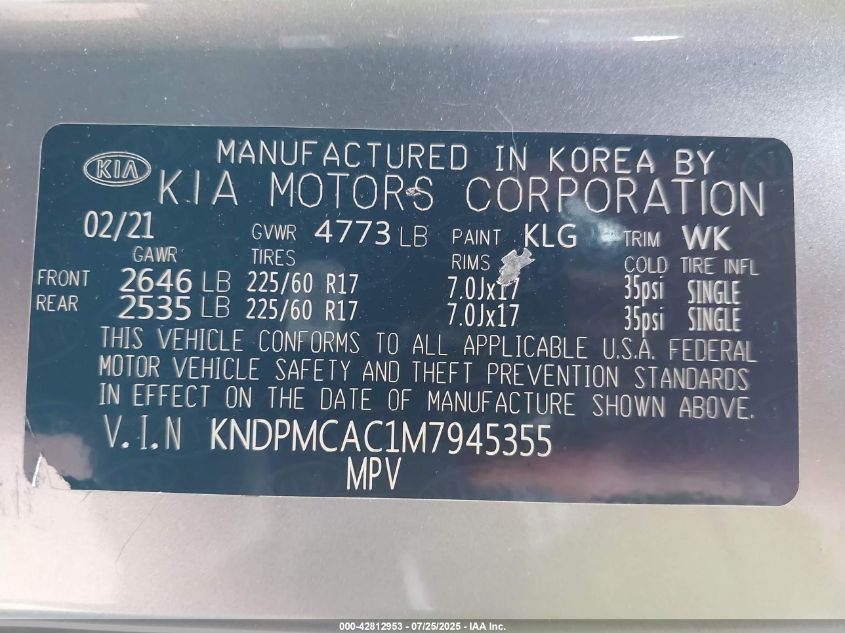 KIA
MANUFACTURED IN KOREA BY
KIA MOTORS CORPORATION
02/21 GVWR 4773 LB PAINT KLG TRIM WK
GAWR TIRES RIMS COLD TIRE INFL
FRONT 2646 LB 225/60 R17 7.0Jx17 35psi SINGLE
REAR 2535 LB 225/60 R17 7.0Jx17 35psi SINGLE
THIS VEHICLE CONFORMS TO ALL APPLICABLE U.S.A. FEDERAL
MOTOR VEHICLE SAFETY AND THEFT PREVENTION STANDARDS
IN EFFECT ON THE DATE OF MANUFACTURE SHOWN ABOVE.
V.I.N KNDPMCAC1M7945355
MPV
000-42812953 - 07/25/2025 - IAA Inc.